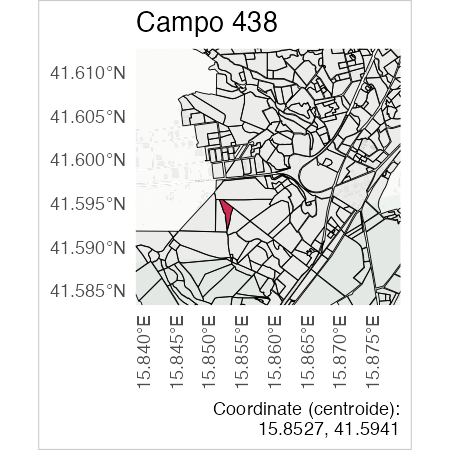 Campo 438
41.610°N
41.605°N
41.600°N
41.595°N
41.590°N
41.585°N
15.840°E
15.845°E
15.850°E
15.855°E
15.860°E
15.865°E
15.870°E
15.875°E
Coordinate (centroide):
15.8527, 41.5941